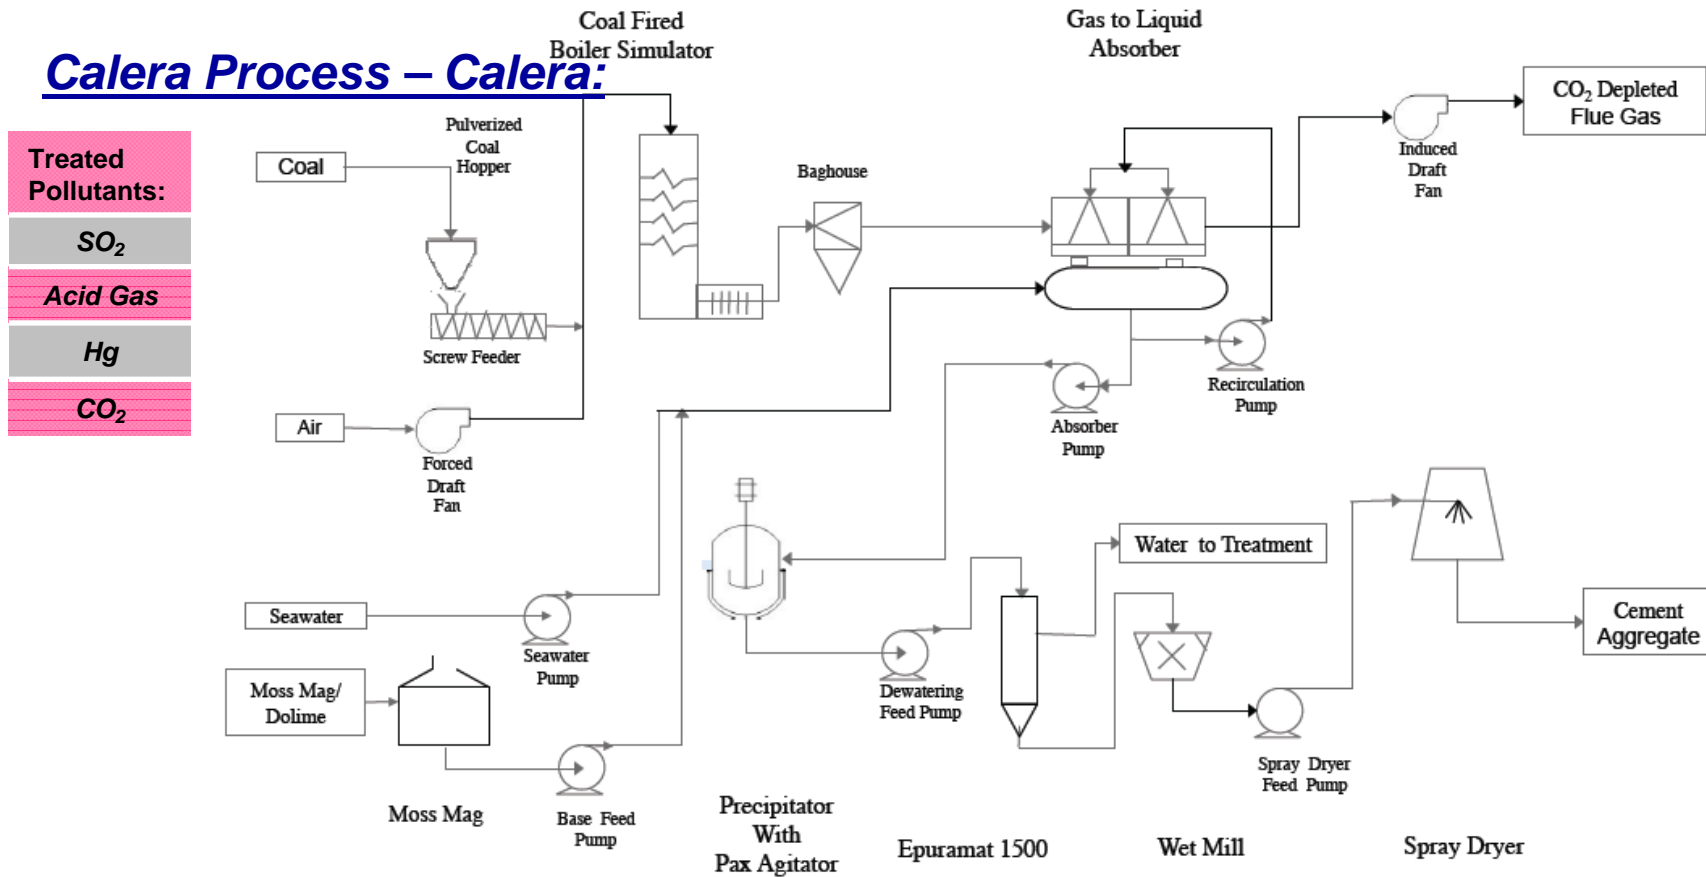 Coal Fired
Boiler Simulator
Gas to Liquid
Absorber
Calera Process – Calera:
CO₂ Depleted
Flue Gas
Treated
Pollutants:
SO₂
Acid Gas
Hg
CO₂
Coal
Pulverized
Coal
Hopper
Baghouse
Induced
Draft
Fan
Screw Feeder
Recirculation
Pump
Air
Forced
Draft
Fan
Absorber
Pump
Water to Treatment
Seawater
Seawater
Pump
Cement
Aggregate
Moss Mag/
Dolime
Dewatering
Feed Pump
Spray Dryer
Feed Pump
Moss Mag
Base Feed
Pump
Precipitator
With
Pax Agitator
Epuramat 1500
Wet Mill
Spray Dryer